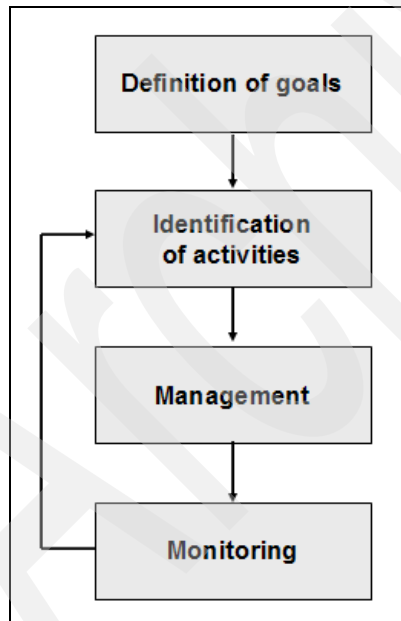 Definition of goals
Identification
of activities
Management
Monitoring